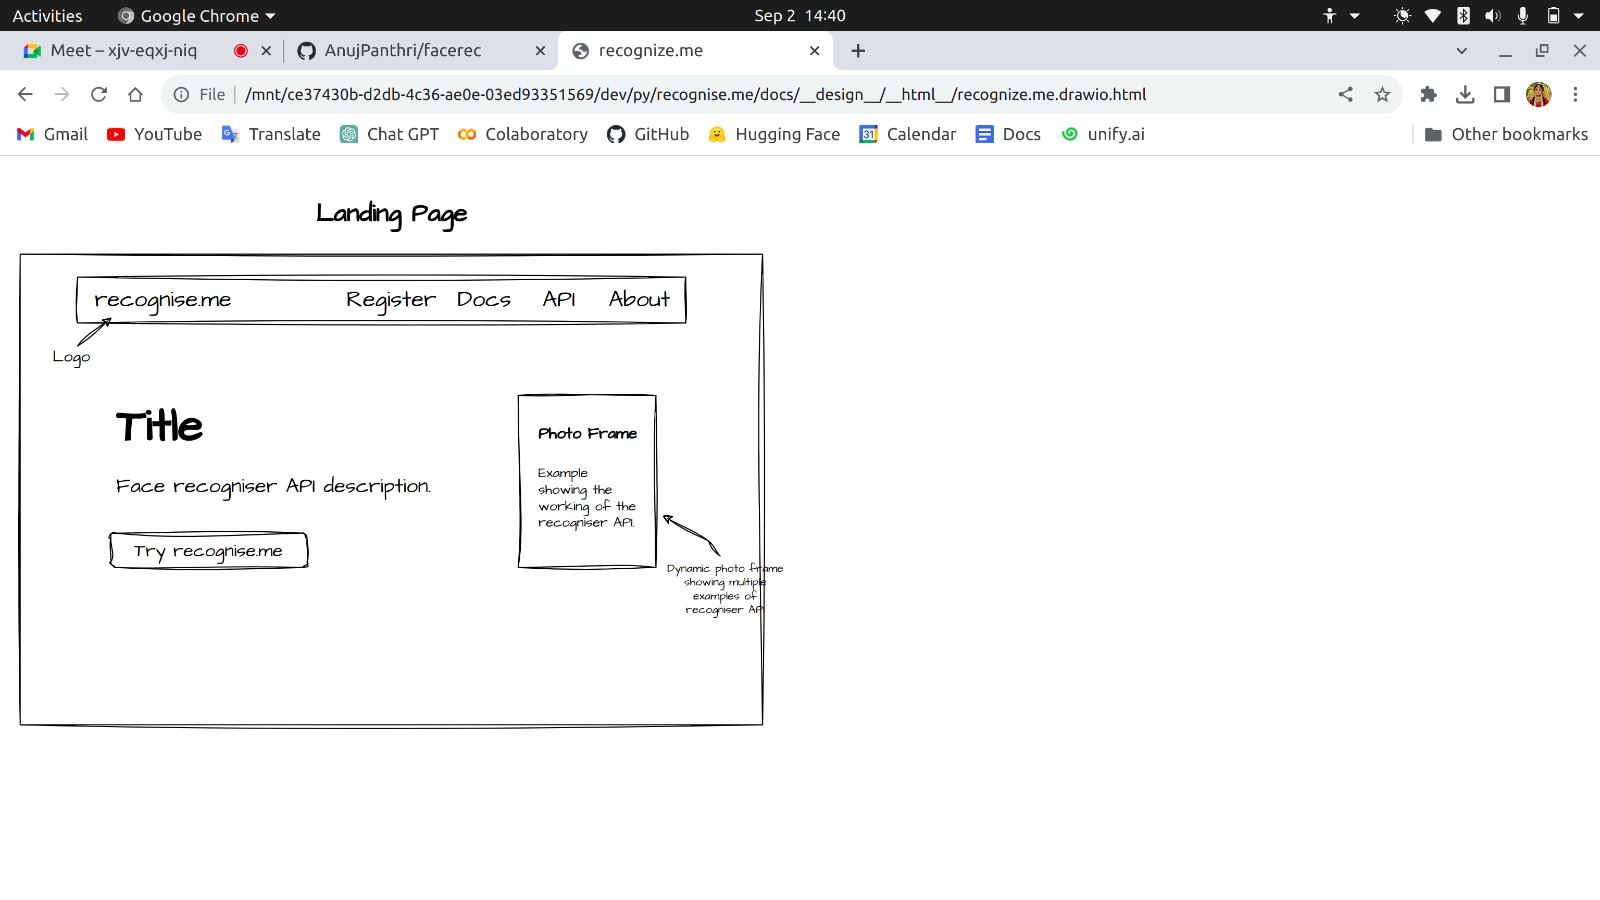 Activities Google Chrome Sep 2 14:40
Meet – xjv-eqxj-niq AnujPanthri/facerec recognize.me
File /mnt/ce37430b-d2db-4c36-ae0e-03ed93351569/dev/py/recognise.me/docs/__design__/__html__/recognize.me.drawio.html
Gmail YouTube Translate Chat GPT Colaboratory GitHub Hugging Face 31 Calendar Docs unify.ai Other bookmarks
Landing Page
recognise.me Register Docs API About
Logo
Title
Face recogniser API description.
Try recognise.me
Photo Frame
Example
showing the
working of the
recogniser API.
Dynamic photo frame
showing multiple
examples of
recogniser API